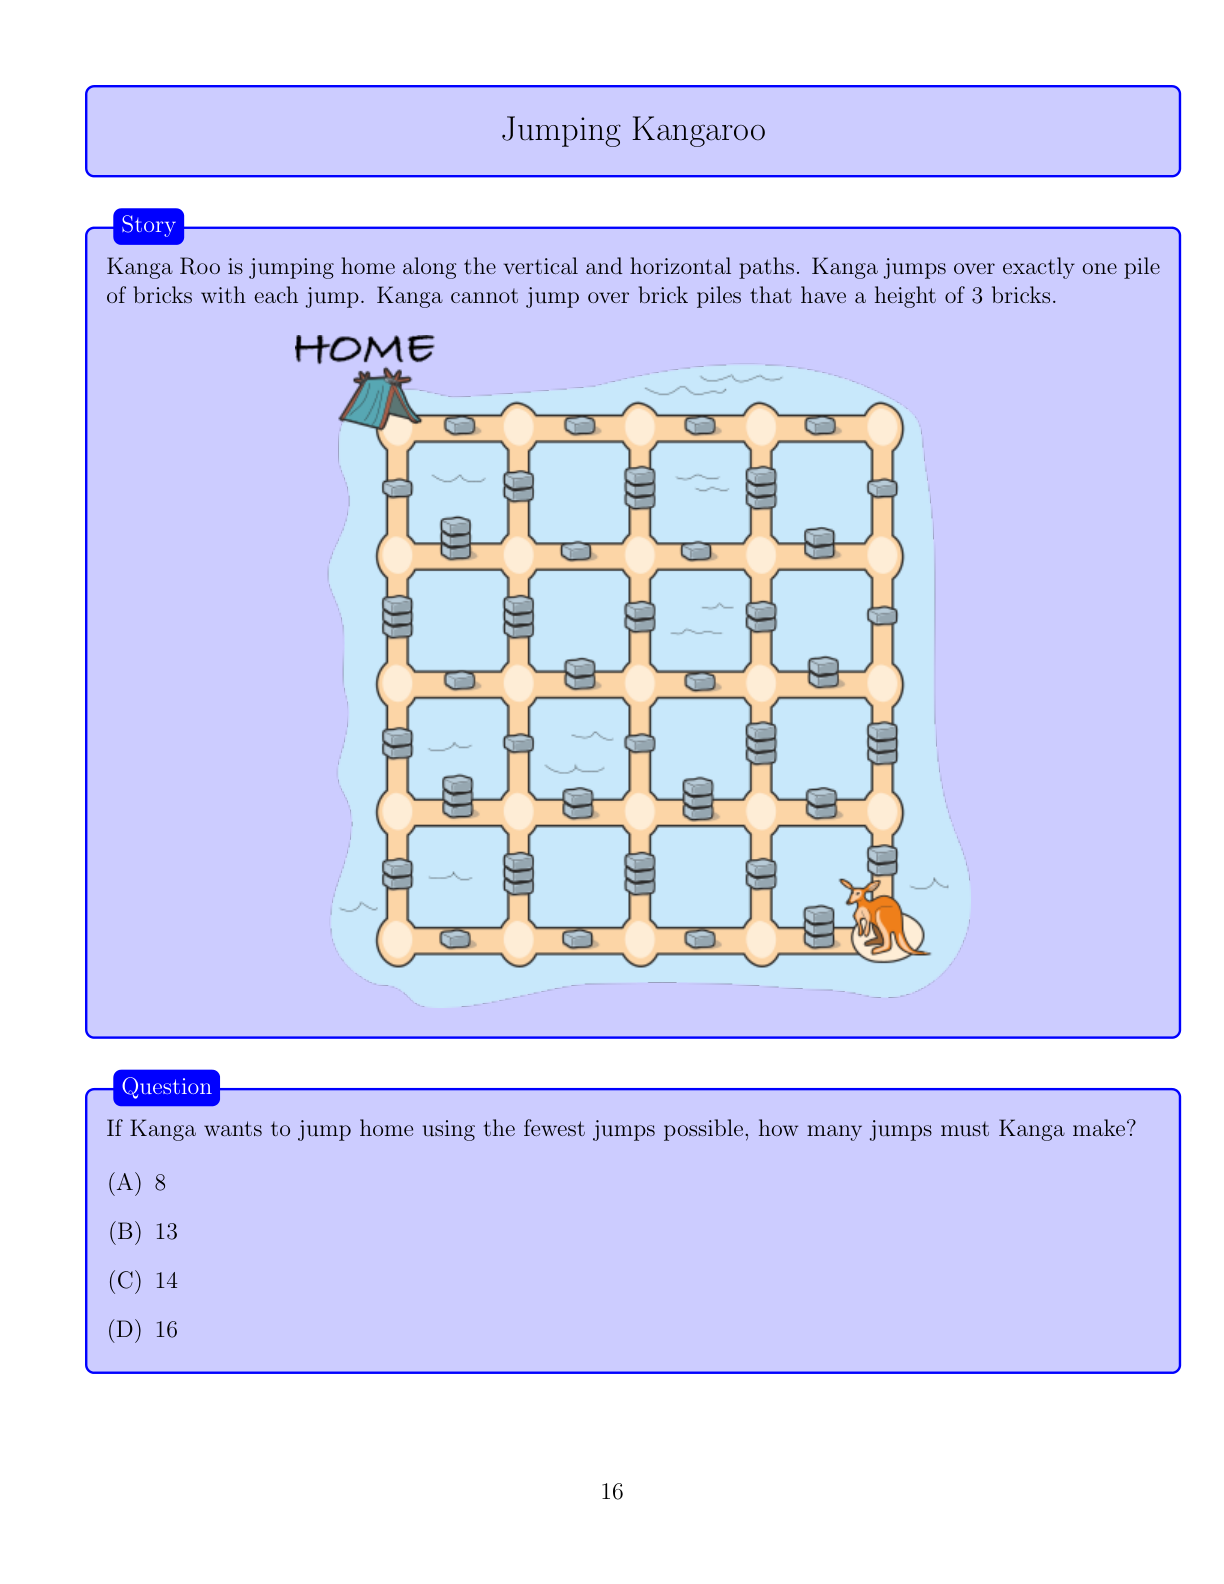 Jumping Kangaroo
Story
Kanga Roo is jumping home along the vertical and horizontal paths. Kanga jumps over exactly one pile
of bricks with each jump. Kanga cannot jump over brick piles that have a height of 3 bricks.
HOME
Question
If Kanga wants to jump home using the fewest jumps possible, how many jumps must Kanga make?
(A) 8
(B) 13
(C) 14
(D) 16
16